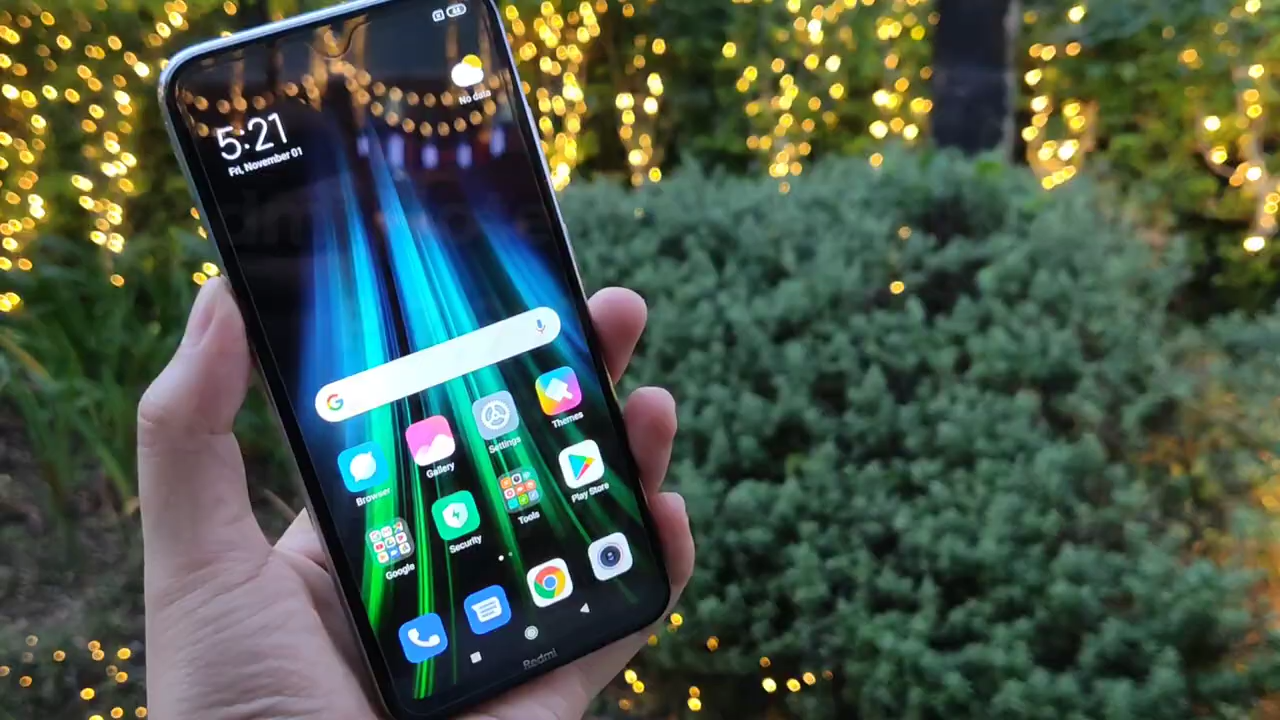 No data
5:21
Fri, November 01
Themes
Settings
Gallery
Browser
Play Store
Tools
Security
Google
Redmi